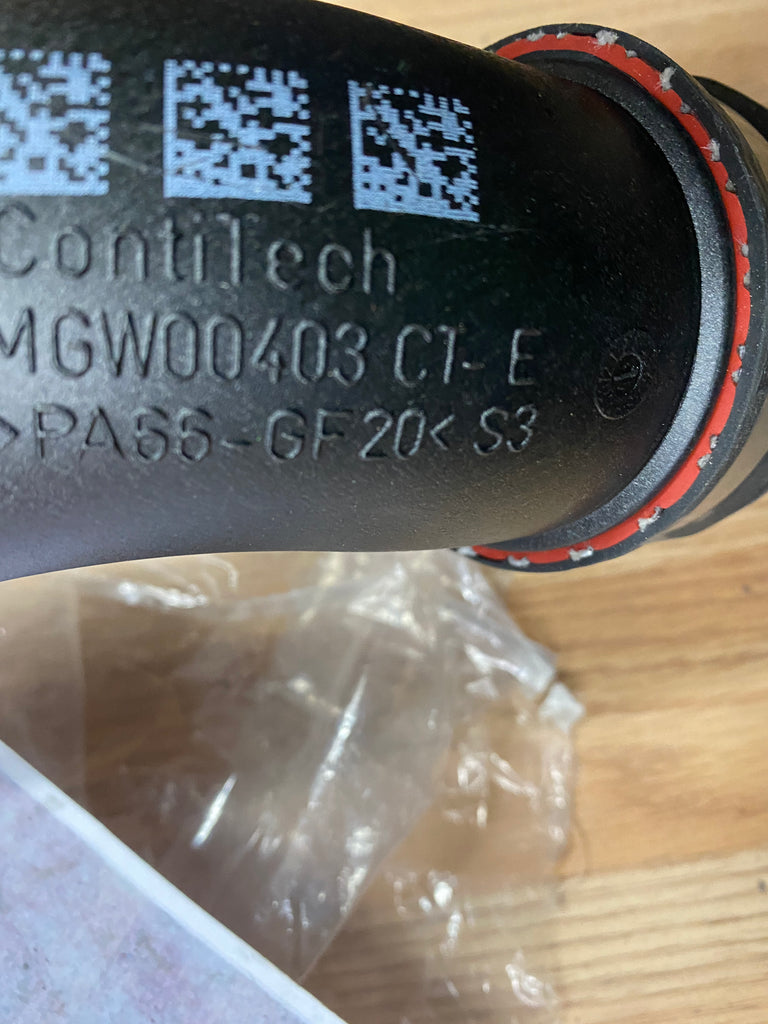 ContiTech
MGW00403 CT- E
>PA66-GF20< S3